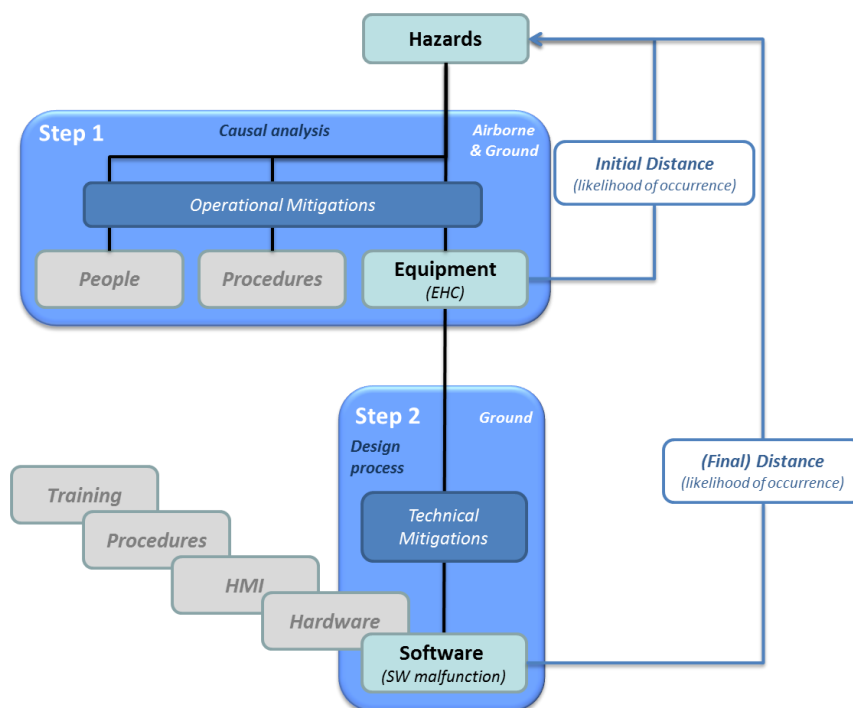 Hazards
Step 1
Causal analysis
Airborne
& Ground
Initial Distance
(likelihood of occurrence)
Operational Mitigations
People
Procedures
Equipment
(EHC)
Step 2
Ground
Design
process
(Final) Distance
(likelihood of occurrence)
Training
Procedures
HMI
Hardware
Technical
Mitigations
Software
(SW malfunction)